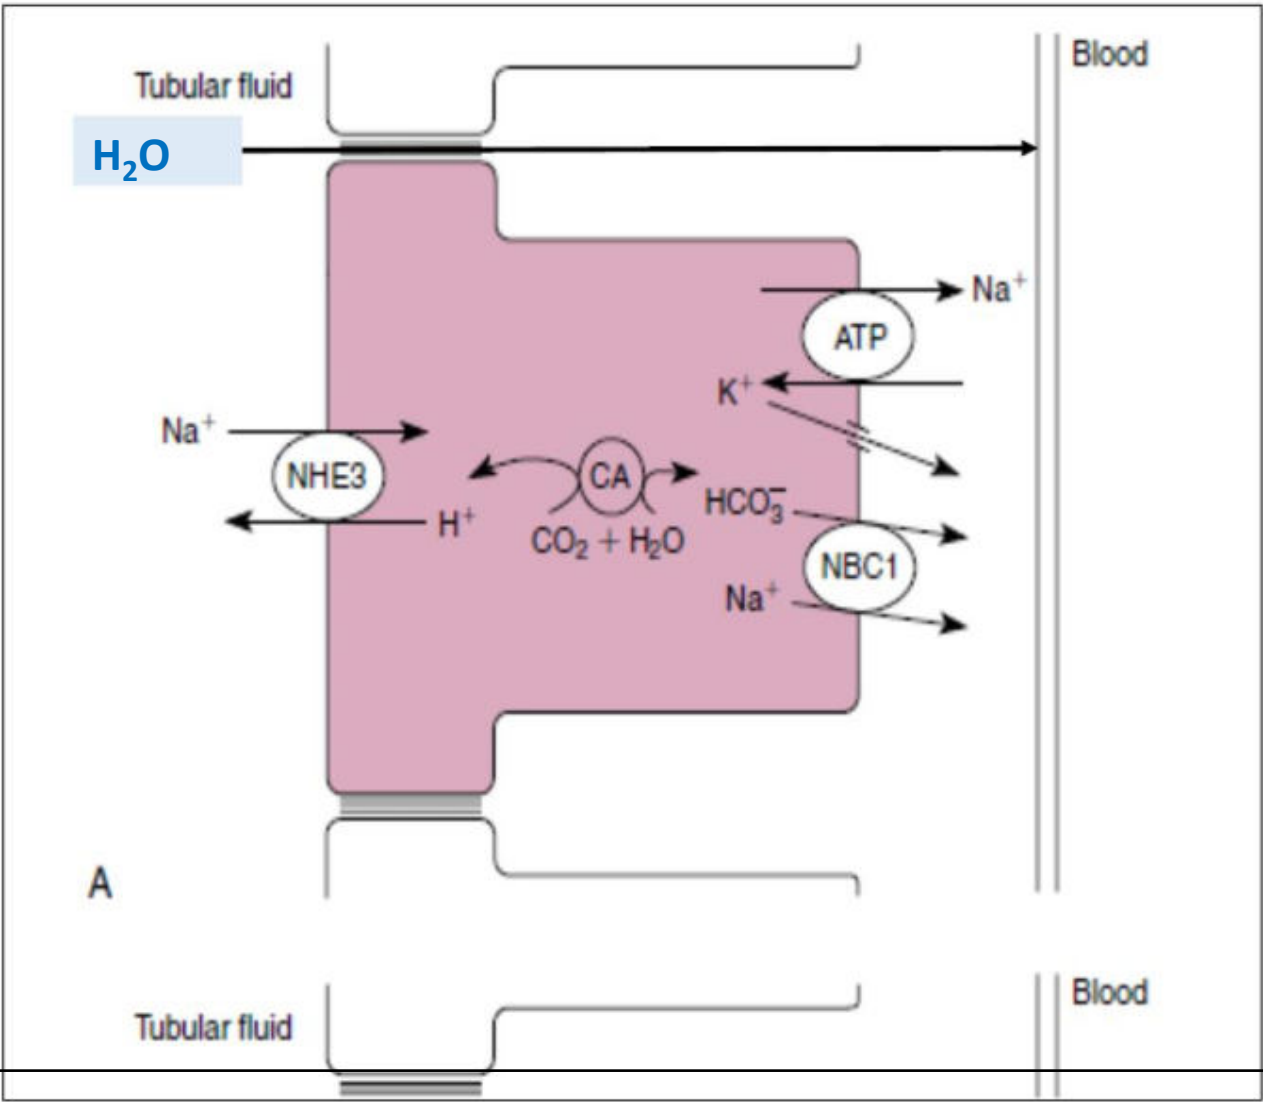 Blood
Tubular fluid
H₂O
Na⁺
ATP
K⁺
Na⁺
NHE3
CA
HCO₃⁻
H⁺
CO₂ + H₂O
NBC1
Na⁺
A
Blood
Tubular fluid